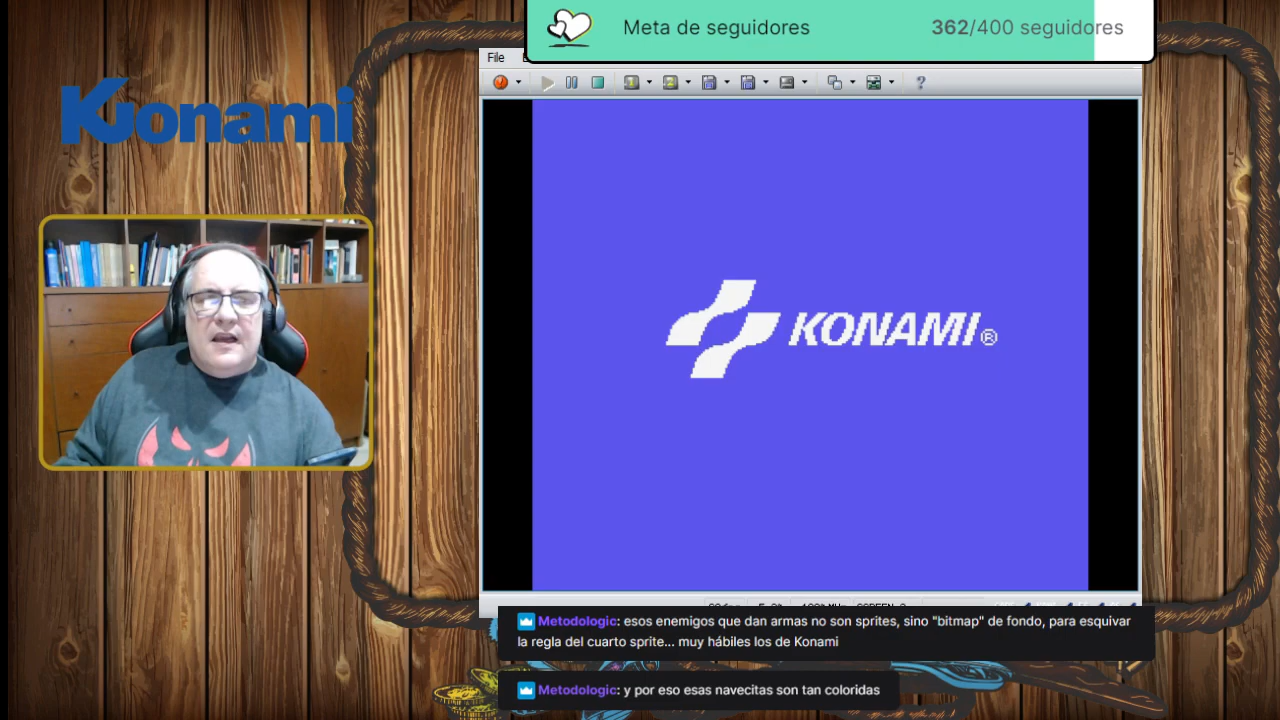 Meta de seguidores 362/400 seguidores
File
Konami
KONAMI®
Metodologic: esos enemigos que dan armas no son sprites, sino "bitmap" de fondo, para esquivar
la regla del cuarto sprite... muy hábiles los de Konami
Metodologic: y por eso esas navecitas son tan coloridas